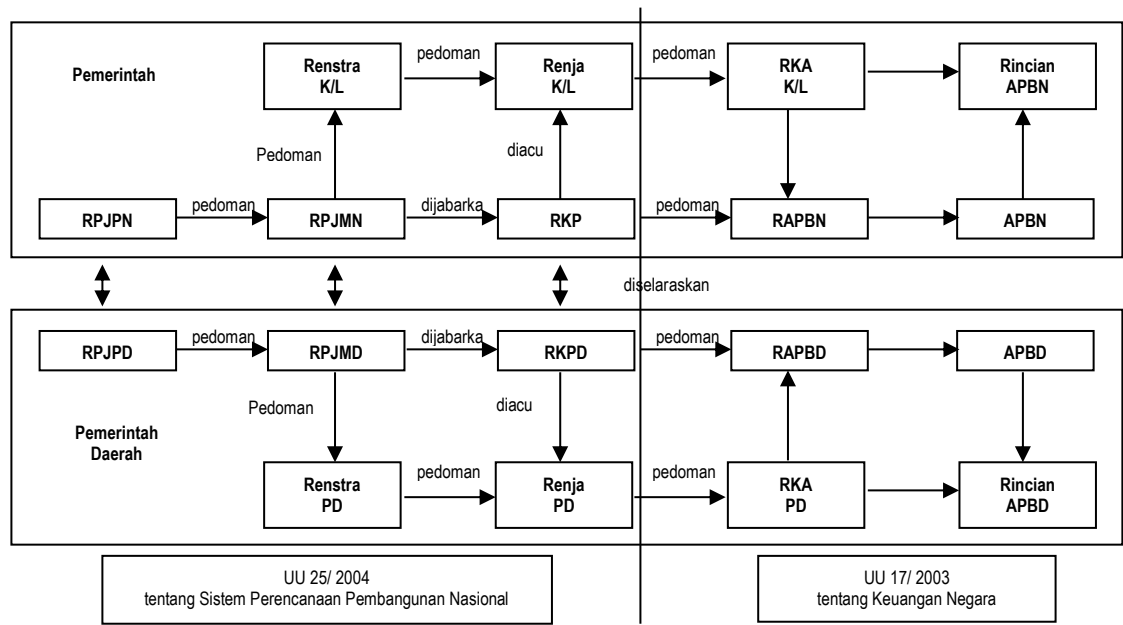 pedoman
pedoman
Pemerintah
Renstra
K/L
Renja
K/L
RKA
K/L
Rincian
APBN
Pedoman
diacu
pedoman
dijabarka
pedoman
RPJPN
RPJMN
RKP
RAPBN
APBN
diselaraskan
pedoman
dijabarka
pedoman
RPJPD
RPJMD
RKPD
RAPBD
APBD
Pedoman
diacu
Pemerintah
Daerah
pedoman
pedoman
Renstra
PD
Renja
PD
RKA
PD
Rincian
APBD
UU 25/ 2004
tentang Sistem Perencanaan Pembangunan Nasional
UU 17/ 2003
tentang Keuangan Negara